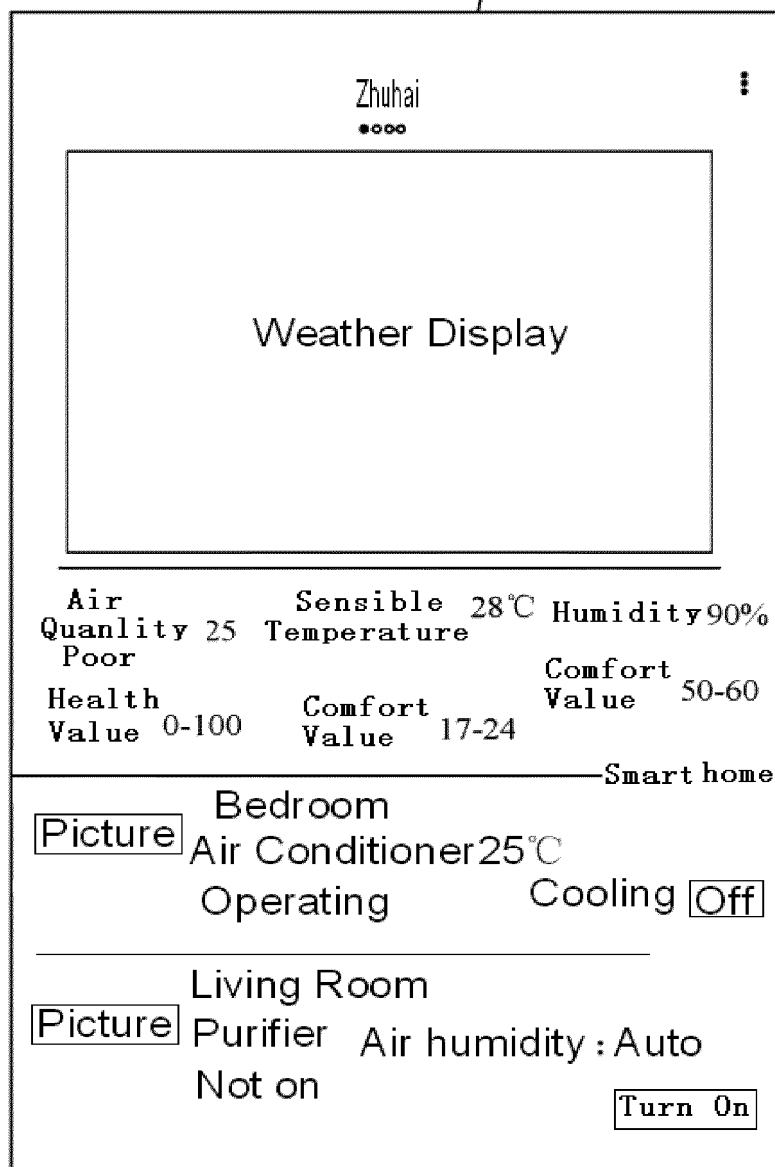 Zhuhai
Weather Display
Air Quanlity Poor 25
Sensible Temperature 28℃
Humidity 90%
Health Value 0-100
Comfort Value 17-24
Comfort Value 50-60
Smart home
Picture
Bedroom
Air Conditioner 25℃
Operating
Cooling Off
Picture
Living Room
Purifier
Air humidity : Auto
Not on
Turn On